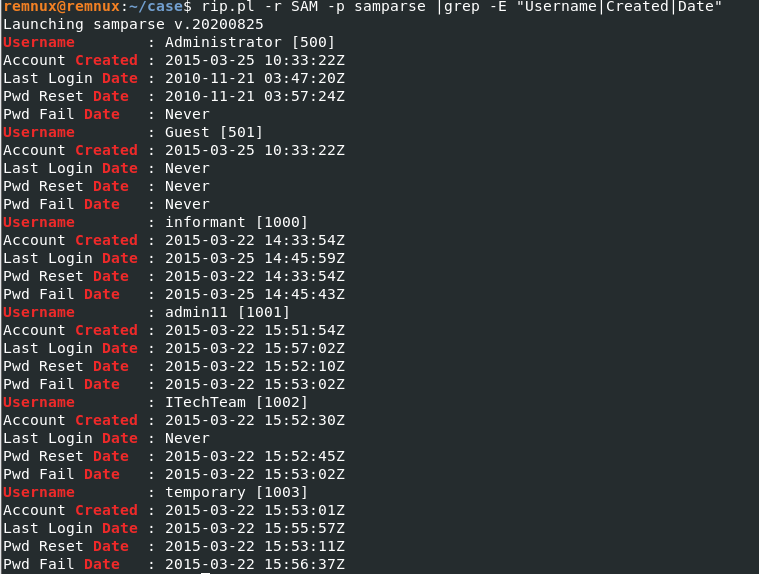 remnux@remnux:~/case$ rip.pl -r SAM -p samparse |grep -E "Username|Created|Date"
Launching samparse v.20200825
Username        : Administrator [500]
Account Created : 2015-03-25 10:33:22Z
Last Login Date : 2010-11-21 03:47:20Z
Pwd Reset Date  : 2010-11-21 03:57:24Z
Pwd Fail Date   : Never
Username        : Guest [501]
Account Created : 2015-03-25 10:33:22Z
Last Login Date : Never
Pwd Reset Date  : Never
Pwd Fail Date   : Never
Username        : informant [1000]
Account Created : 2015-03-22 14:33:54Z
Last Login Date : 2015-03-25 14:45:59Z
Pwd Reset Date  : 2015-03-22 14:33:54Z
Pwd Fail Date   : 2015-03-25 14:45:43Z
Username        : admin11 [1001]
Account Created : 2015-03-22 15:51:54Z
Last Login Date : 2015-03-22 15:57:02Z
Pwd Reset Date  : 2015-03-22 15:52:10Z
Pwd Fail Date   : 2015-03-22 15:53:02Z
Username        : ITechTeam [1002]
Account Created : 2015-03-22 15:52:30Z
Last Login Date : Never
Pwd Reset Date  : 2015-03-22 15:52:45Z
Pwd Fail Date   : 2015-03-22 15:53:02Z
Username        : temporary [1003]
Account Created : 2015-03-22 15:53:01Z
Last Login Date : 2015-03-22 15:55:57Z
Pwd Reset Date  : 2015-03-22 15:53:11Z
Pwd Fail Date   : 2015-03-22 15:56:37Z